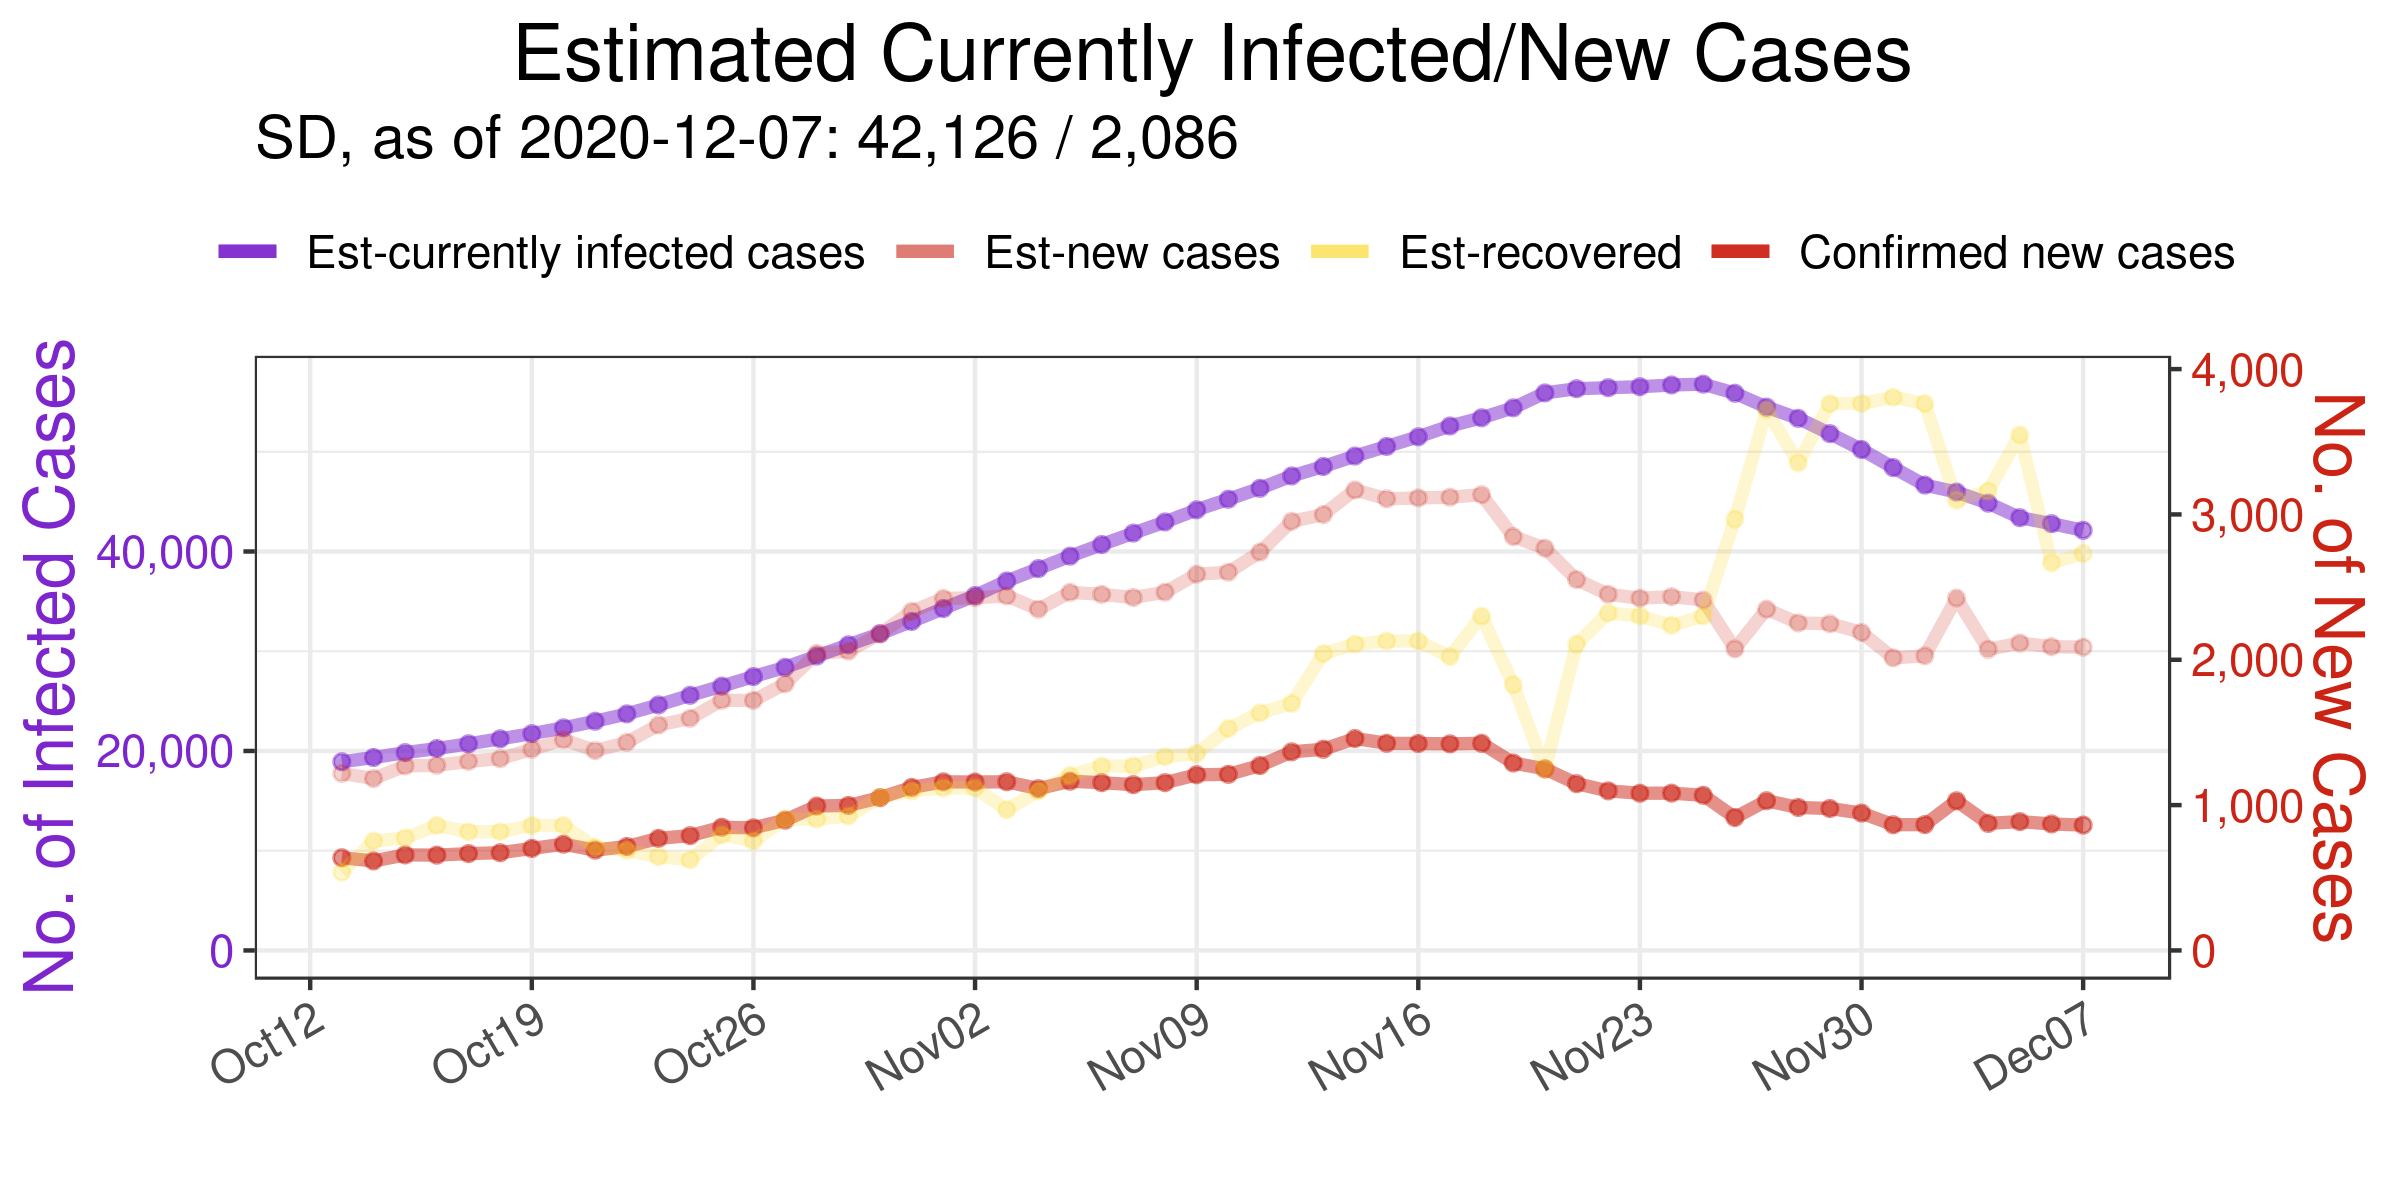 Estimated Currently Infected/New Cases
SD, as of 2020-12-07: 42,126 / 2,086
Est-currently infected cases Est-new cases Est-recovered Confirmed new cases
No. of Infected Cases
40,000
20,000
0
4,000
3,000
2,000
1,000
0
No. of New Cases
Oct12 Oct19 Oct26 Nov02 Nov09 Nov16 Nov23 Nov30 Dec07